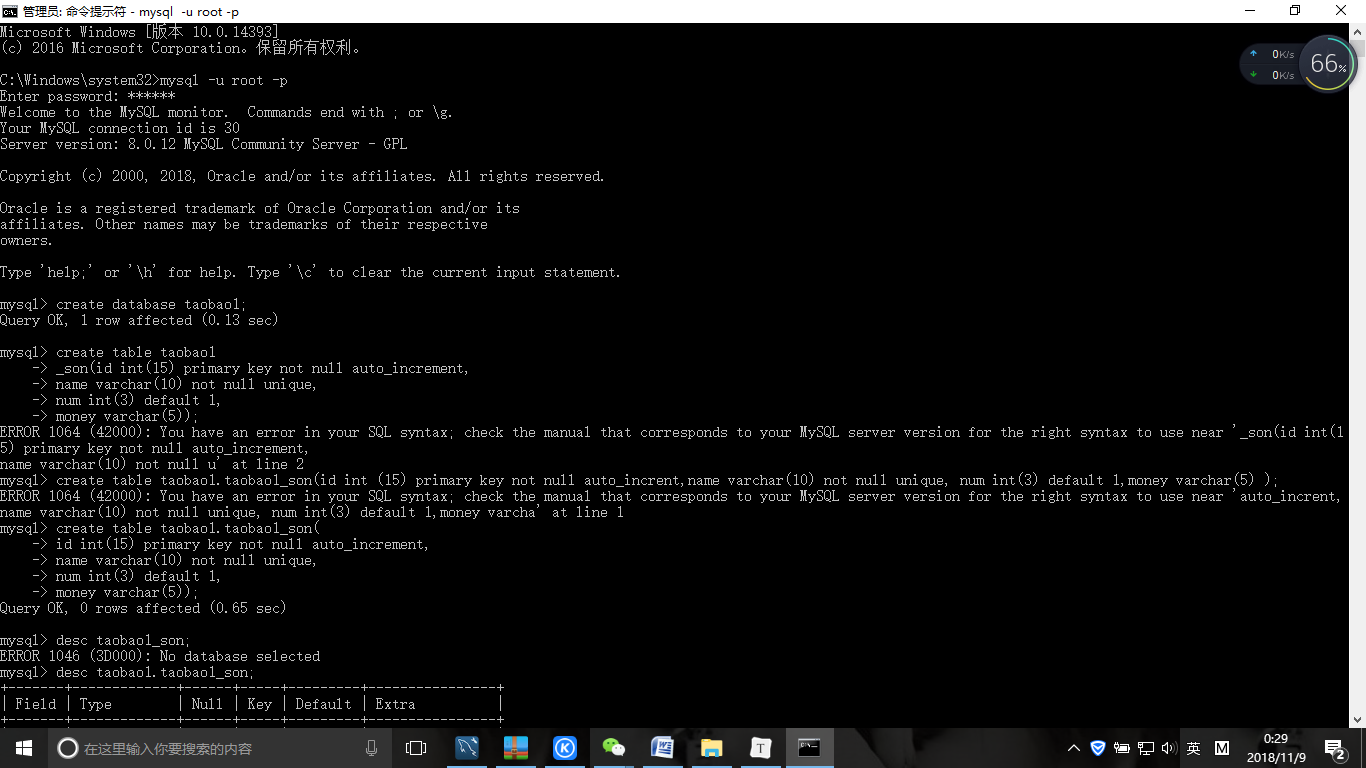 管理员: 命令提示符 - mysql  -u root -p
Microsoft Windows [版本 10.0.14393]
(c) 2016 Microsoft Corporation。保留所有权利。
C:\Windows\system32>mysql -u root -p
Enter password: ******
Welcome to the MySQL monitor.  Commands end with ; or \g.
Your MySQL connection id is 30
Server version: 8.0.12 MySQL Community Server - GPL
Copyright (c) 2000, 2018, Oracle and/or its affiliates. All rights reserved.
Oracle is a registered trademark of Oracle Corporation and/or its
affiliates. Other names may be trademarks of their respective
owners.
Type 'help;' or '\h' for help. Type '\c' to clear the current input statement.
mysql> create database taobao1;
Query OK, 1 row affected (0.13 sec)
mysql> create table taobao1
    -> _son(id int(15) primary key not null auto_increment,
    -> name varchar(10) not null unique,
    -> num int(3) default 1,
    -> money varchar(5));
ERROR 1064 (42000): You have an error in your SQL syntax; check the manual that corresponds to your MySQL server version for the right syntax to use near '_son(id int(1
5) primary key not null auto_increment,
name varchar(10) not null u' at line 2
mysql> create table taobao1.taobao1_son(id int (15) primary key not null auto_incrent,name varchar(10) not null unique, num int(3) default 1,money varchar(5) );
ERROR 1064 (42000): You have an error in your SQL syntax; check the manual that corresponds to your MySQL server version for the right syntax to use near 'auto_incrent,
name varchar(10) not null unique, num int(3) default 1,money varcha' at line 1
mysql> create table taobao1.taobao1_son(
    -> id int(15) primary key not null auto_increment,
    -> name varchar(10) not null unique,
    -> num int(3) default 1,
    -> money varchar(5));
Query OK, 0 rows affected (0.65 sec)
mysql> desc taobao1_son;
ERROR 1046 (3D000): No database selected
mysql> desc taobao1.taobao1_son;
+-------+-------------+------+-----+---------+----------------+
| Field | Type        | Null | Key | Default | Extra          |
+-------+-------------+------+-----+---------+----------------+
0K/s
0K/s
66%
在这里输入你要搜索的内容
K
W
T
英
M
0:29
2018/11/9
2